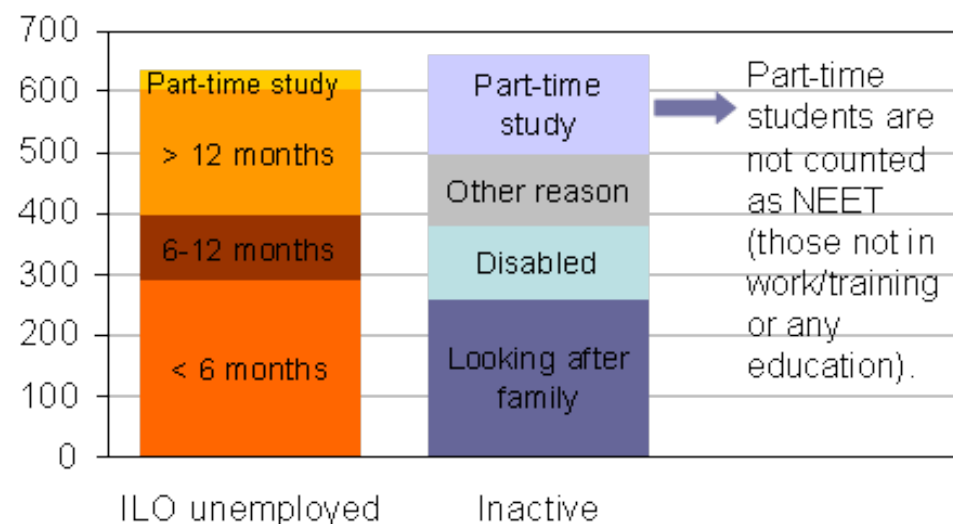 700
600
500
400
300
200
100
0
Part-time study
> 12 months
6-12 months
< 6 months
ILO unemployed
Part-time
study
Other reason
Disabled
Looking after
family
Inactive
Part-time
students are
not counted
as NEET
(those not in
work/training
or any
education).